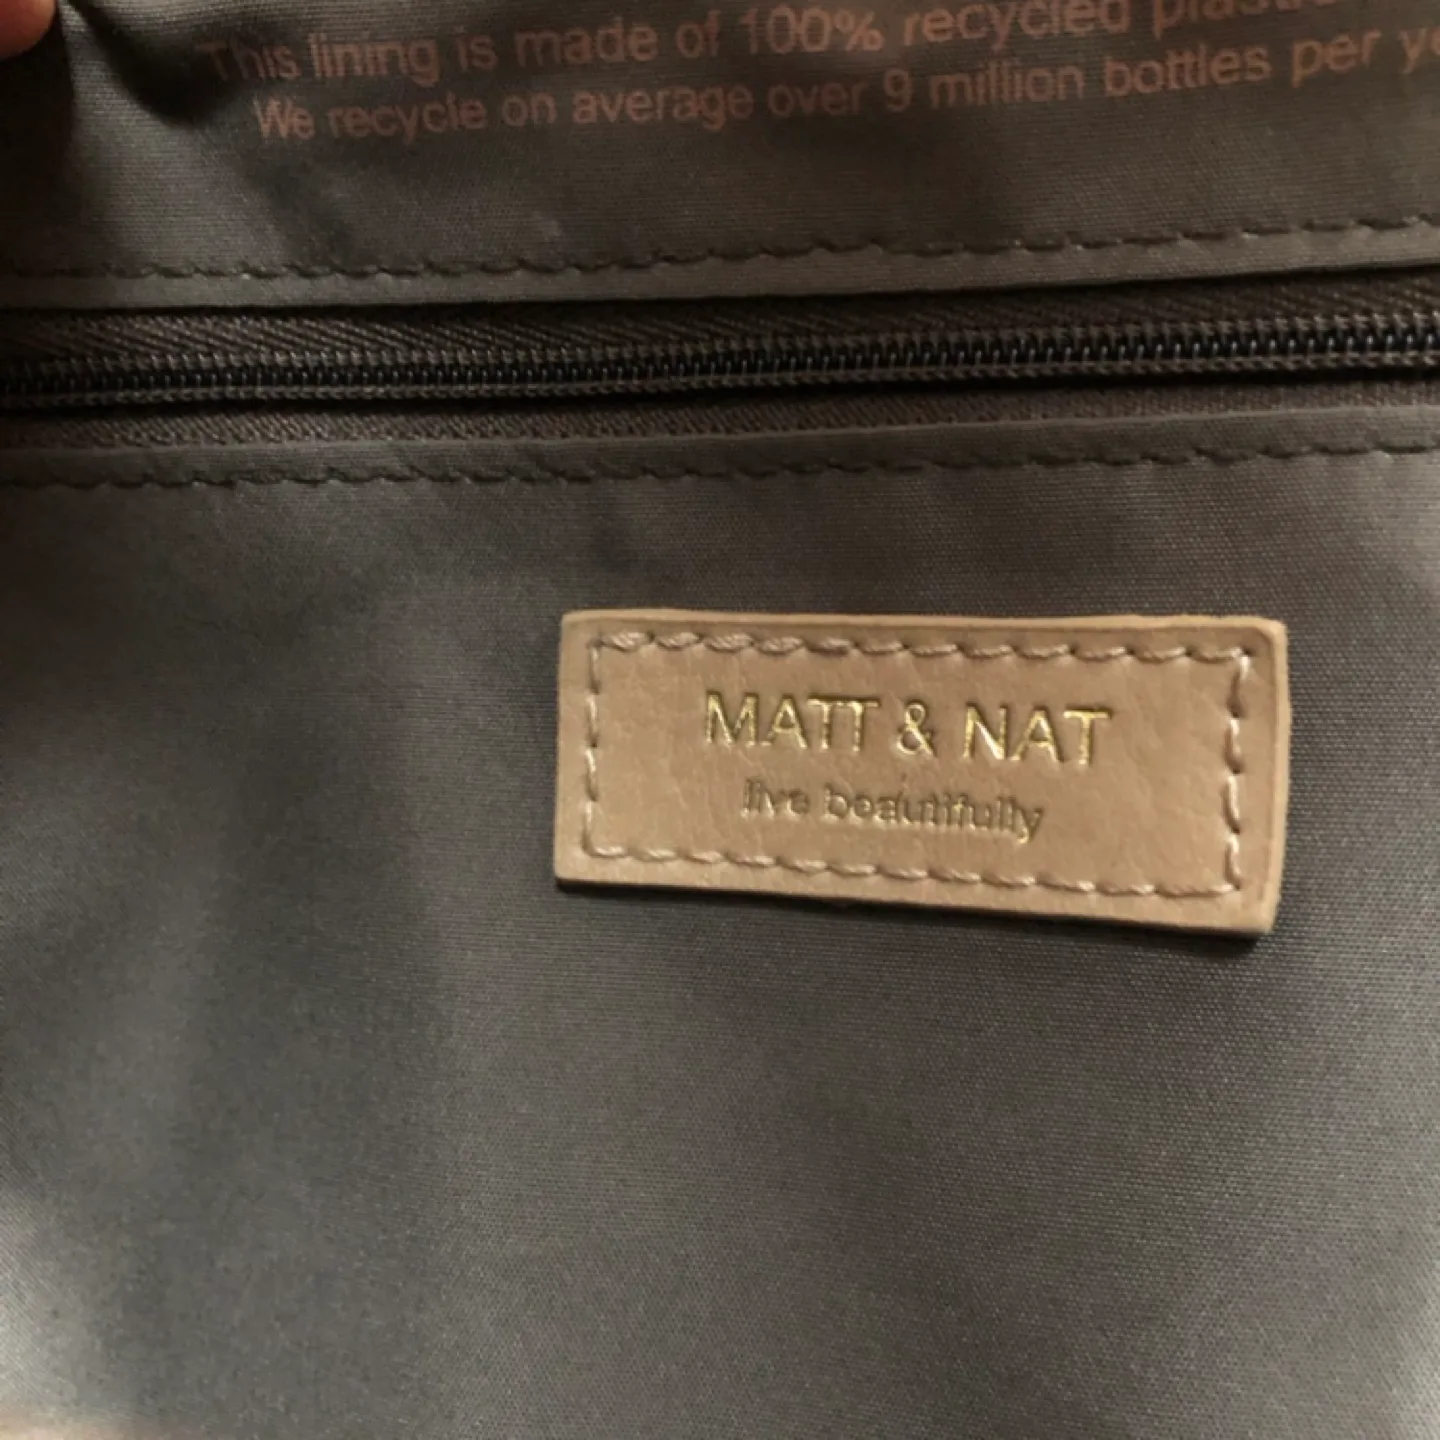 This lining is made of 100% recycled plastic
We recycle on average over 9 million bottles per
MATT & NAT
live beautifully